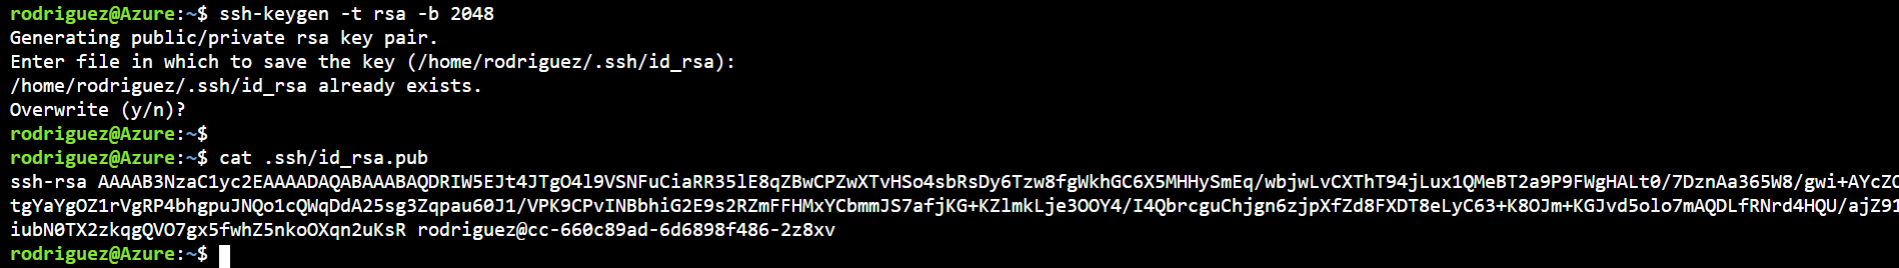 rodriguez@Azure:~$ ssh-keygen -t rsa -b 2048
Generating public/private rsa key pair.
Enter file in which to save the key (/home/rodriguez/.ssh/id_rsa):
/home/rodriguez/.ssh/id_rsa already exists.
Overwrite (y/n)?
rodriguez@Azure:~$
rodriguez@Azure:~$ cat .ssh/id_rsa.pub
ssh-rsa AAAAB3NzaC1yc2EAAAADAQABAAABAQDRIW5EJt4JTgO4l9VSNFuCiaRR35lE8qZBwCPZwXTvHSo4sbRsDy6Tzw8fgWkhGC6X5MHHySmEq/wbjwLvCXThT94jLux1QMeBT2a9P9FWgHALt0/7DznAa365W8/gwi+AYcZO
tgYaYgOZ1rVgRP4bhgpuJNQo1cQWqDdA25sg3Zqpau60J1/VPK9CPvINBbhiG2E9s2RZmFFHMxYCbmmJS7afjKG+KZlmkLje3OOY4/I4QbrcguChjgn6zjpXfZd8FXDT8eLyC63+K8OJm+KGJvd5olo7mAQDLfRNrd4HQU/ajZ91
iubN0TX2zkqgQVO7gx5fwhZ5nkoOXqn2uKsR rodriguez@cc-660c89ad-6d6898f486-2z8xv
rodriguez@Azure:~$